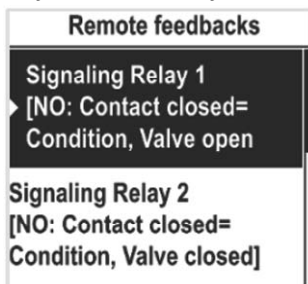 Remote feedbacks
Signaling Relay 1
[NO: Contact closed=
Condition, Valve open
Signaling Relay 2
[NO: Contact closed=
Condition, Valve closed]